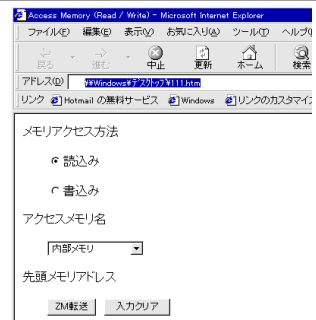 Access Memory (Read / Write) - Microsoft Internet Explorer
ファイル(F) 編集(E) 表示(V) お気に入り(A) ツール(T) ヘルプ(
戻る 進む 中止 更新 ホーム 検索
アドレス(D) ¥Windows¥デスクトップ¥111.htm
リンク Hotmail の無料サービス Windows リンクのカスタマイズ
メモリアクセス方法
読込み
書込み
アクセスメモリ名
内部メモリ
先頭メモリアドレス
ZM転送 入力クリア